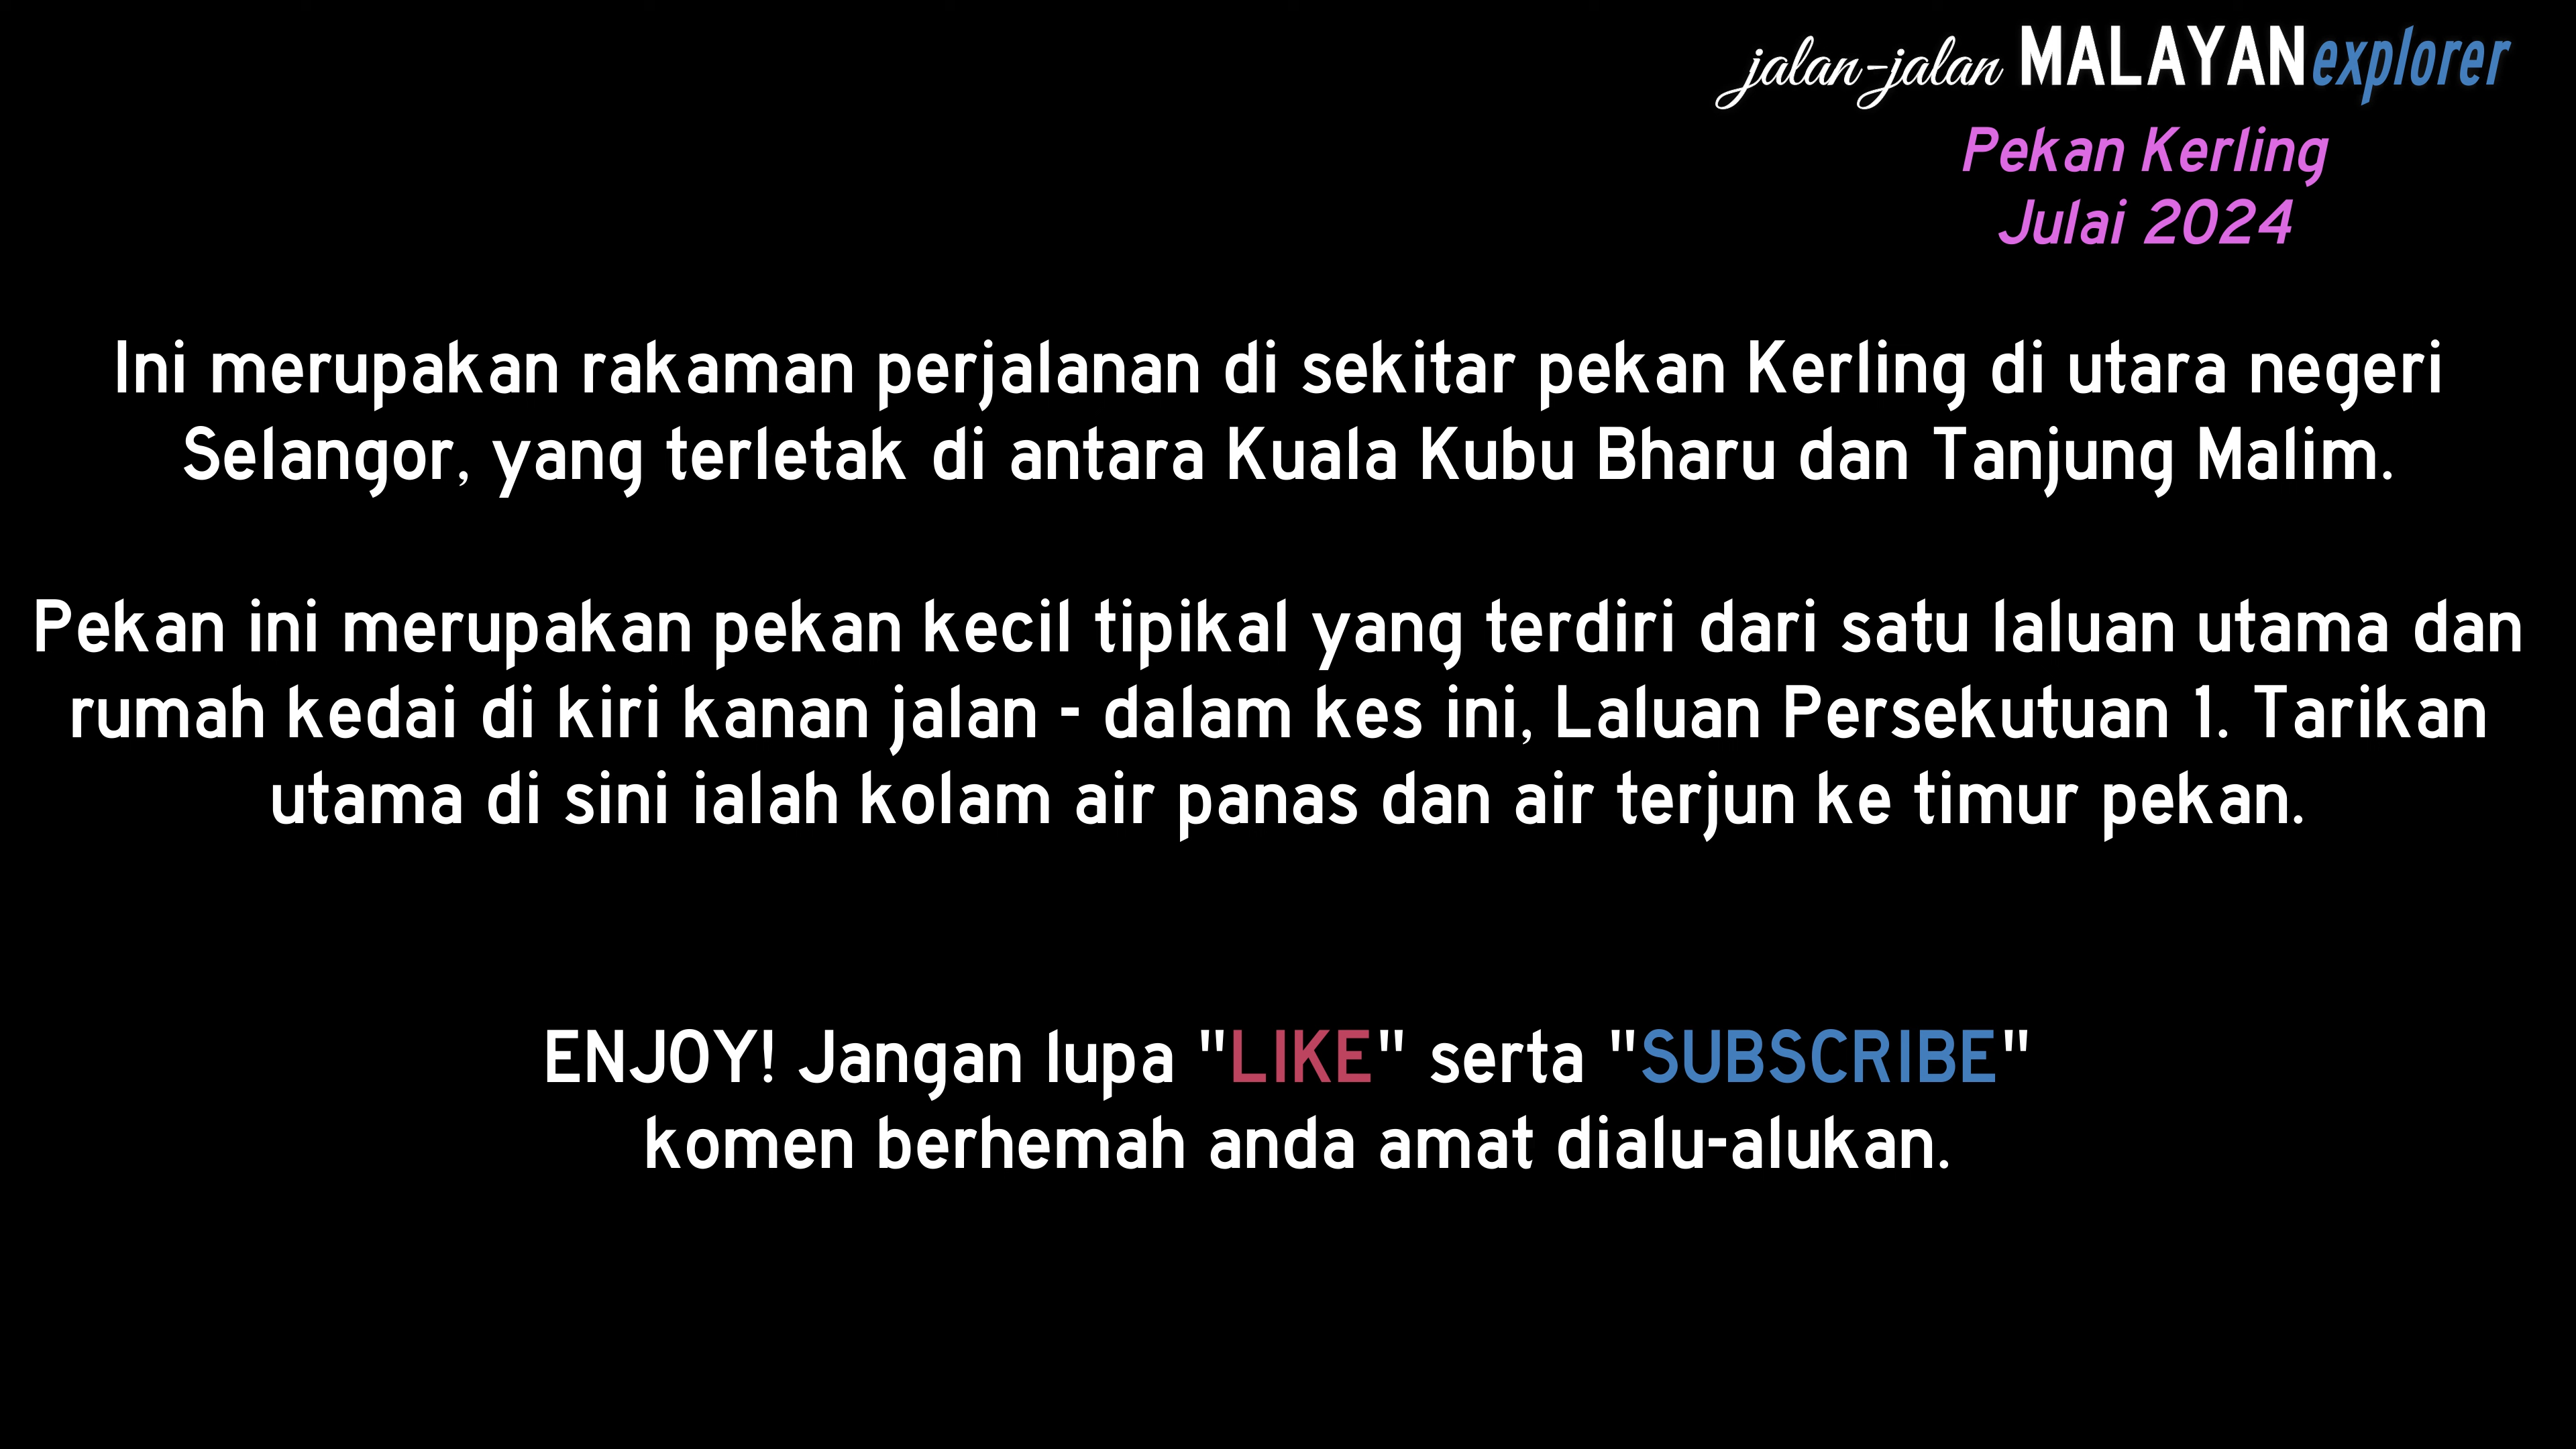 jalan-jalan MALAYANexplorer
Pekan Kerling
Julai 2024
Ini merupakan rakaman perjalanan di sekitar pekan Kerling di utara negeri
Selangor, yang terletak di antara Kuala Kubu Bharu dan Tanjung Malim.
Pekan ini merupakan pekan kecil tipikal yang terdiri dari satu laluan utama dan
rumah kedai di kiri kanan jalan - dalam kes ini, Laluan Persekutuan 1. Tarikan
utama di sini ialah kolam air panas dan air terjun ke timur pekan.
ENJOY! Jangan lupa "LIKE" serta "SUBSCRIBE"
komen berhemah anda amat dialu-alukan.